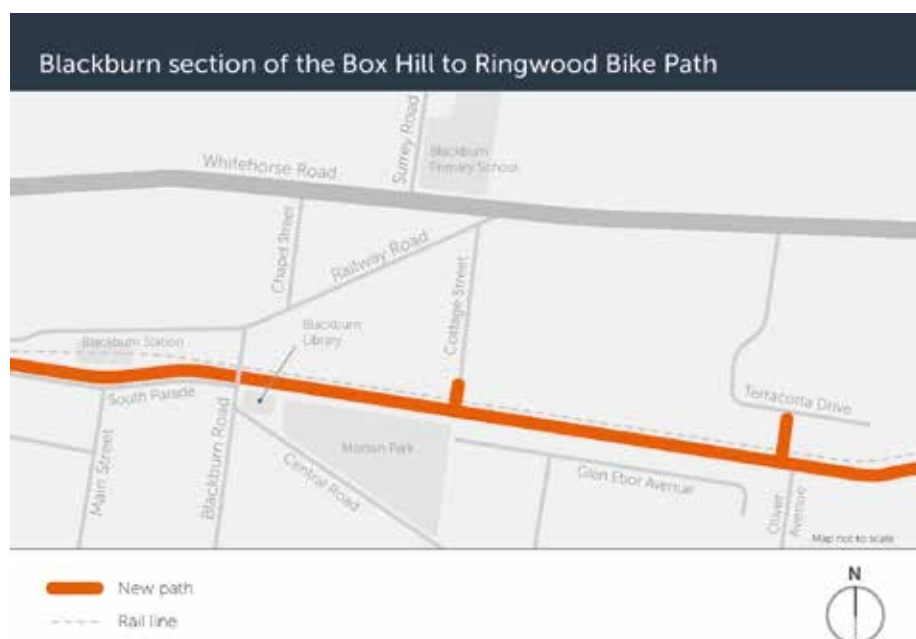 Blackburn section of the Box Hill to Ringwood Bike Path
Surrey Road
Blackburn
Primary School
Whitehorse Road
Chapel Street
Railway Road
Cottage Street
Blackburn
Library
Blackburn Station
South Parade
Terracotta Drive
Main Street
Blackburn Road
Central Road
Morton Park
Glen Ebor Avenue
Oliver
Avenue
Map not to scale
New path
Rail line
N